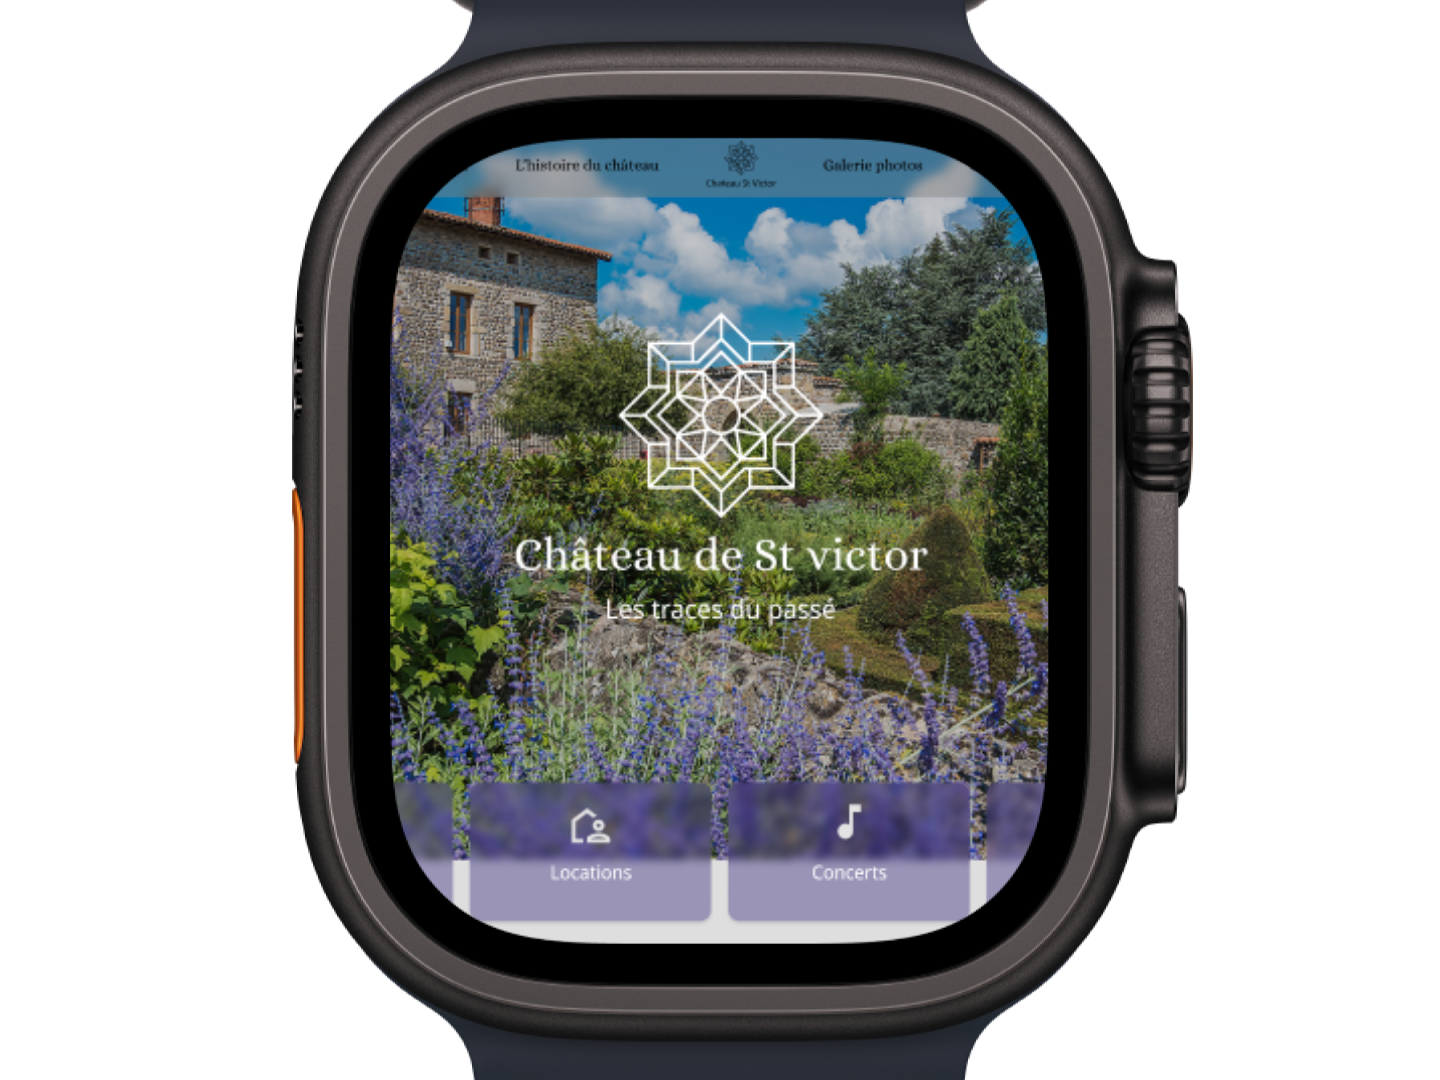 L'histoire du château
Chateau St Victor
Galerie photos
Château de St victor
Les traces du passé
Locations
Concerts